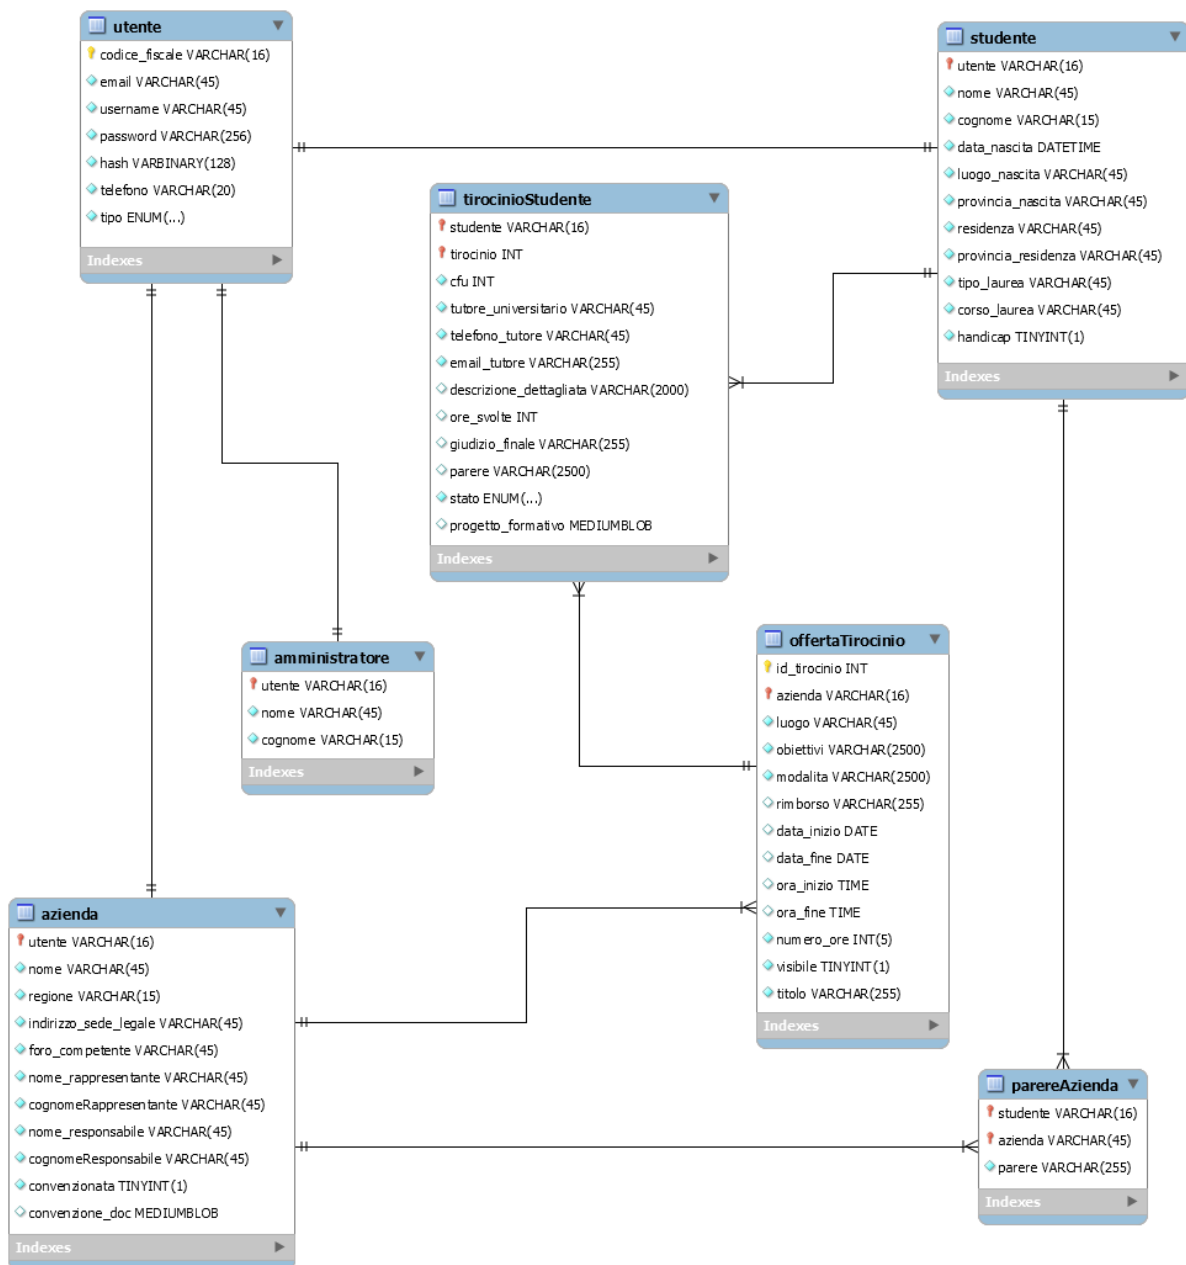 utente
codice_fiscale VARCHAR(16)
email VARCHAR(45)
username VARCHAR(45)
password VARCHAR(256)
hash VARBINARY(128)
telefono VARCHAR(20)
tipo ENUM(...)
Indexes
studente
utente VARCHAR(16)
nome VARCHAR(45)
cognome VARCHAR(15)
data_nascita DATETIME
luogo_nascita VARCHAR(45)
provincia_nascita VARCHAR(45)
residenza VARCHAR(45)
provincia_residenza VARCHAR(45)
tipo_laurea VARCHAR(45)
corso_laurea VARCHAR(45)
handicap TINYINT(1)
Indexes
tirocinioStudente
studente VARCHAR(16)
tirocinio INT
cfu INT
tutore_universitario VARCHAR(45)
telefono_tutore VARCHAR(45)
email_tutore VARCHAR(255)
descrizione_dettagliata VARCHAR(2000)
ore_svolte INT
giudizio_finale VARCHAR(255)
parere VARCHAR(2500)
stato ENUM(...)
progetto_formativo MEDIUMBLOB
Indexes
amministratore
utente VARCHAR(16)
nome VARCHAR(45)
cognome VARCHAR(15)
Indexes
offertaTirocinio
id_tirocinio INT
azienda VARCHAR(16)
luogo VARCHAR(45)
obiettivi VARCHAR(2500)
modalita VARCHAR(2500)
rimborso VARCHAR(255)
data_inizio DATE
data_fine DATE
ora_inizio TIME
ora_fine TIME
numero_ore INT(5)
visibile TINYINT(1)
titolo VARCHAR(255)
Indexes
azienda
utente VARCHAR(16)
nome VARCHAR(45)
regione VARCHAR(15)
indirizzo_sede_legale VARCHAR(45)
foro_competente VARCHAR(45)
nome_rappresentante VARCHAR(45)
cognomeRappresentante VARCHAR(45)
nome_responsabile VARCHAR(45)
cognomeResponsabile VARCHAR(45)
convenzionata TINYINT(1)
convenzione_doc MEDIUMBLOB
Indexes
parereAzienda
studente VARCHAR(16)
azienda VARCHAR(45)
parere VARCHAR(255)
Indexes